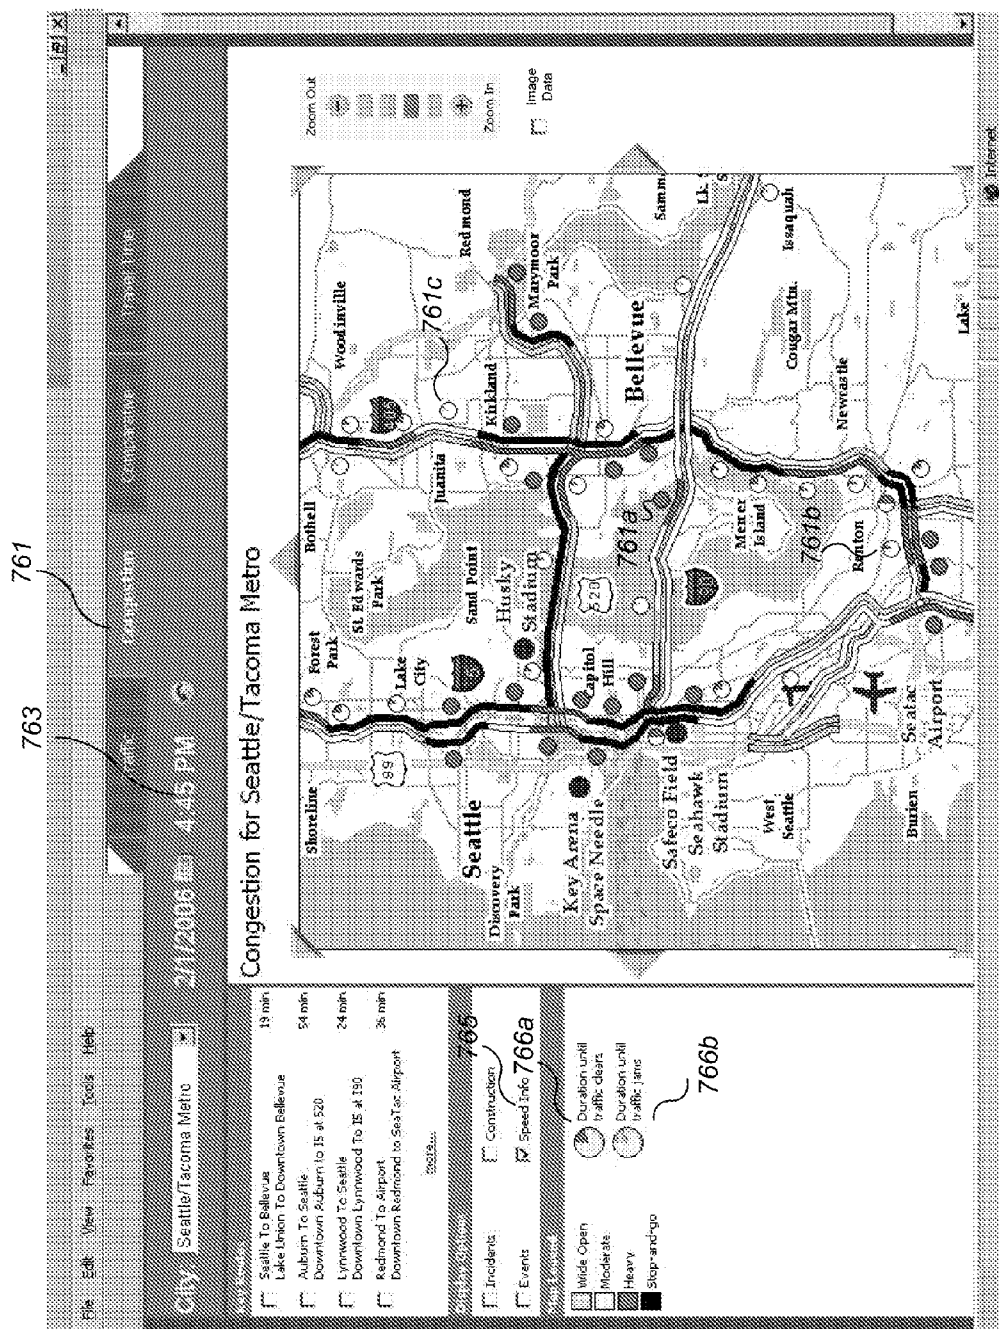 File Edit View Favorites Tools Help
761
763
City Seattle/Tacoma Metro 2/1/2006 4:45 PM
Traffic Congestion
Seattle To Bellevue 19 min
Lake Union To Downtown Bellevue
Auburn To Seattle 54 min
Downtown Auburn to I5 at 520
Lynnwood To Seattle 24 min
Downtown Lynnwood To I5 at I90
Redmond To Airport 36 min
Downtown Redmond to SeaTac Airport
more...
Incidents Construction
Events Speed Info
765
766a
Wide Open
Moderate
Heavy
Stop-and-go
Duration until
traffic clears
Duration until
traffic jams
766b
Congestion for Seattle/Tacoma Metro
Shoreline
Forest
Park
Bothell
Woodinville
St. Edwards
Park
99
Lake
City
Juanita
761c
Redmond
Seattle
Sand Point
Kirkland
Discovery
Park
Husky
Stadium
Marymoor
Park
Key Arena
Space Needle
Capitol
Hill
520
761a
Bellevue
Samm
Lk. S
S
Safeco Field
Seahawk
Stadium
Mercer
Island
West
Seattle
761b
Cougar Mtn.
Issaquah
Newcastle
Renton
Burien
Seatac
Airport
Lake
Zoom Out
Zoom In
Image
Data
Internet